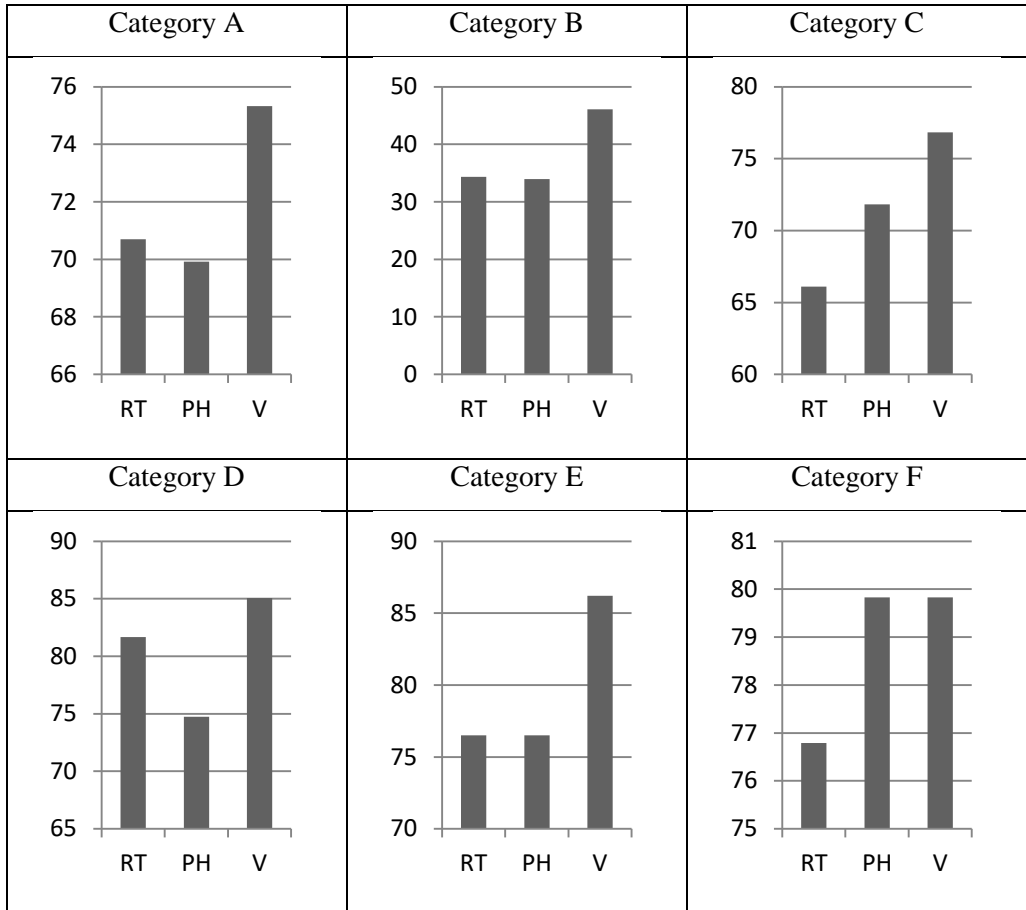 Category A
Category B
Category C
76
74
72
70
68
66
RT PH V
50
40
30
20
10
0
RT PH V
80
75
70
65
60
RT PH V
Category D
Category E
Category F
90
85
80
75
70
65
RT PH V
90
85
80
75
70
RT PH V
81
80
79
78
77
76
75
RT PH V